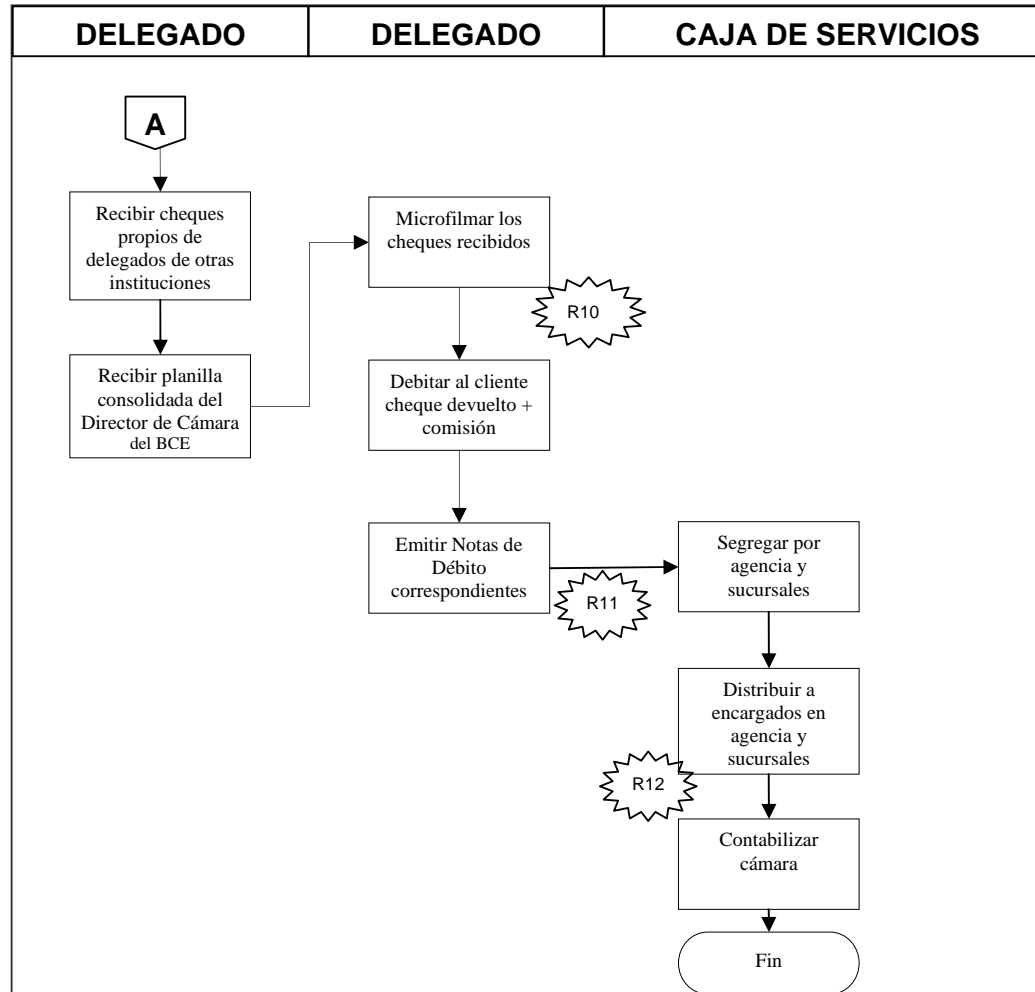 DELEGADO
DELEGADO
CAJA DE SERVICIOS
A
Recibir cheques
propios de
delegados de otras
instituciones
Recibir planilla
consolidada del
Director de Cámara
del BCE
Microfilmar los
cheques recibidos
R10
Debitar al cliente
cheque devuelto +
comisión
Emitir Notas de
Débito
correspondientes
R11
Segregar por
agencia y
sucursales
Distribuir a
encargados en
agencia y
sucursales
R12
Contabilizar
cámara
Fin